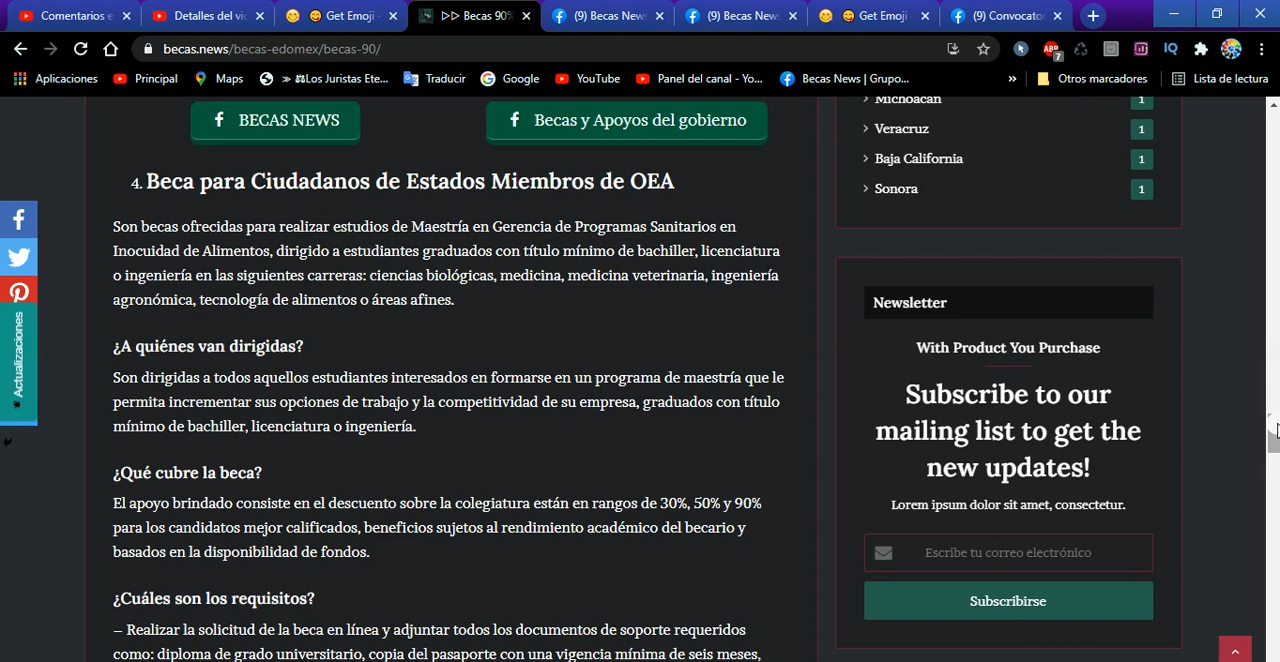 Comentarios e
Detalles del vic
Get Emoji -
▷▷ Becas 90%
(9) Becas News
(9) Becas News
Get Emoji -
(9) Convocator
becas.news/becas-edomex/becas-90/
Aplicaciones
Principal
Maps
» ⚖Los Juristas Ete...
Traducir
Google
YouTube
Panel del canal - Yo...
Becas News | Grupo...
»
Otros marcadores
Lista de lectura
BECAS NEWS
Becas y Apoyos del gobierno
4. Beca para Ciudadanos de Estados Miembros de OEA
Son becas ofrecidas para realizar estudios de Maestría en Gerencia de Programas Sanitarios en
Inocuidad de Alimentos, dirigido a estudiantes graduados con título mínimo de bachiller, licenciatura
o ingeniería en las siguientes carreras: ciencias biológicas, medicina, medicina veterinaria, ingeniería
agronómica, tecnología de alimentos o áreas afines.
¿A quiénes van dirigidas?
Son dirigidas a todos aquellos estudiantes interesados en formarse en un programa de maestría que le
permita incrementar sus opciones de trabajo y la competitividad de su empresa, graduados con título
mínimo de bachiller, licenciatura o ingeniería.
¿Qué cubre la beca?
El apoyo brindado consiste en el descuento sobre la colegiatura están en rangos de 30%, 50% y 90%
para los candidatos mejor calificados, beneficios sujetos al rendimiento académico del becario y
basados en la disponibilidad de fondos.
¿Cuáles son los requisitos?
– Realizar la solicitud de la beca en línea y adjuntar todos los documentos de soporte requeridos
como: diploma de grado universitario, copia del pasaporte con una vigencia mínima de seis meses,
Actualizaciones
Michoacán 1
Veracruz 1
Baja California 1
Sonora 1
Newsletter
With Product You Purchase
Subscribe to our
mailing list to get the
new updates!
Lorem ipsum dolor sit amet, consectetur.
Escribe tu correo electrónico
Subscribirse
ABP
7
IQ